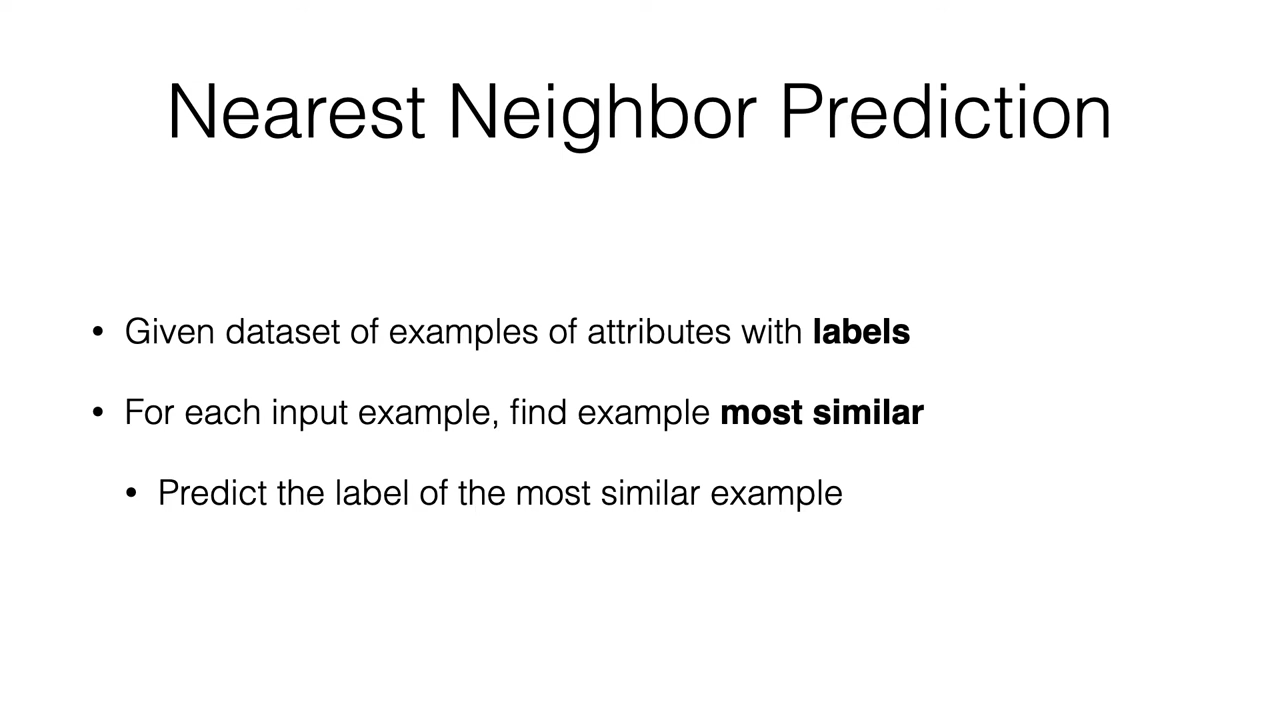 Nearest Neighbor Prediction
• Given dataset of examples of attributes with labels
• For each input example, find example most similar
• Predict the label of the most similar example